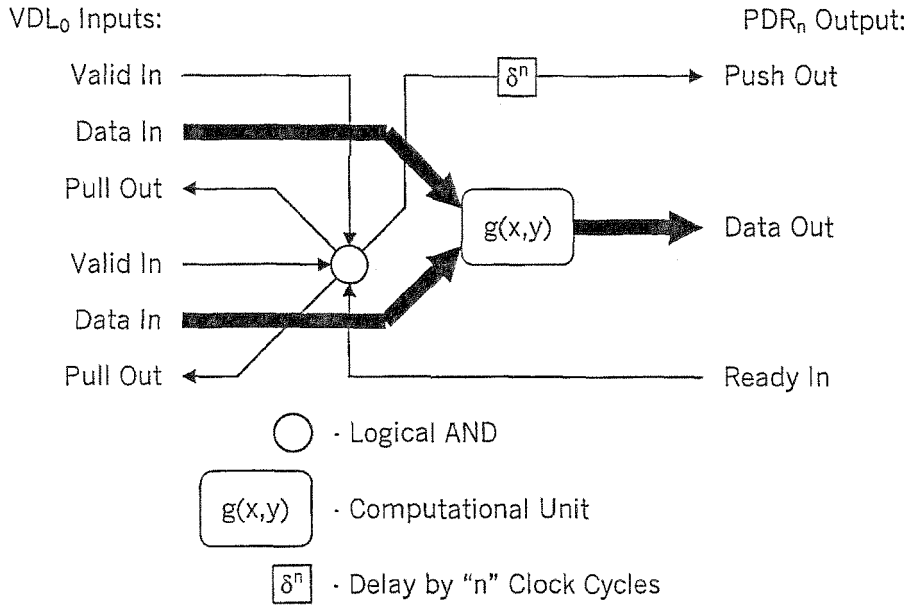 VDL₀ Inputs:
PDRₙ Output:
Valid In
δⁿ
Push Out
Data In
Pull Out
g(x,y)
Data Out
Valid In
Data In
Pull Out
Ready In
- Logical AND
g(x,y) - Computational Unit
δⁿ - Delay by “n” Clock Cycles